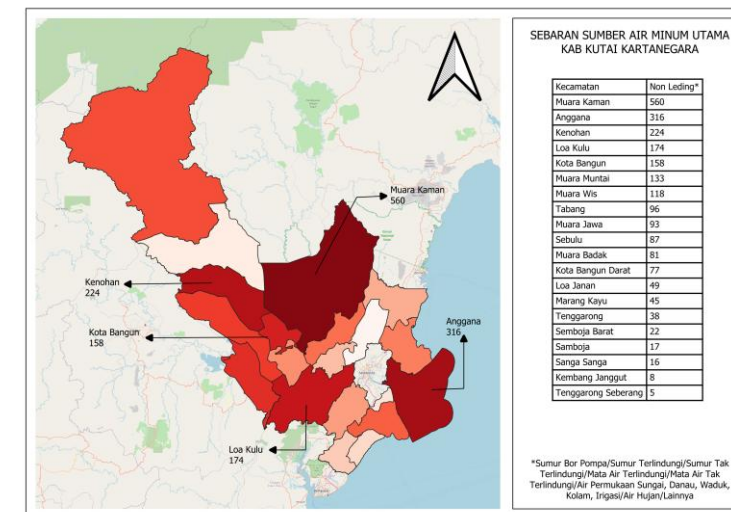 SEBARAN SUMBER AIR MINUM UTAMA
KAB KUTAI KARTANEGARA
Kecamatan Non Leding*
Muara Kaman 560
Anggana 316
Kenohan 224
Loa Kulu 174
Kota Bangun 158
Muara Muntai 133
Muara Wis 118
Tabang 96
Muara Jawa 93
Sebulu 87
Muara Badak 81
Kota Bangun Darat 77
Loa Janan 49
Marang Kayu 45
Tenggarong 38
Semboja Barat 22
Samboja 17
Sanga Sanga 16
Kembang Janggut 8
Tenggarong Seberang 5
*Sumur Bor Pompa/Sumur Terlindungi/Sumur Tak
Terlindung/Mata Air Terlindungi/Mata Air Tak
Terlindungi/Air Permukaan Sungai, Danau, Waduk,
Kolam, Irigasi/Air Hujan/Lainnya
Muara Kaman
560
Kenohan
224
Kota Bangun
158
Anggana
316
Loa Kulu
174